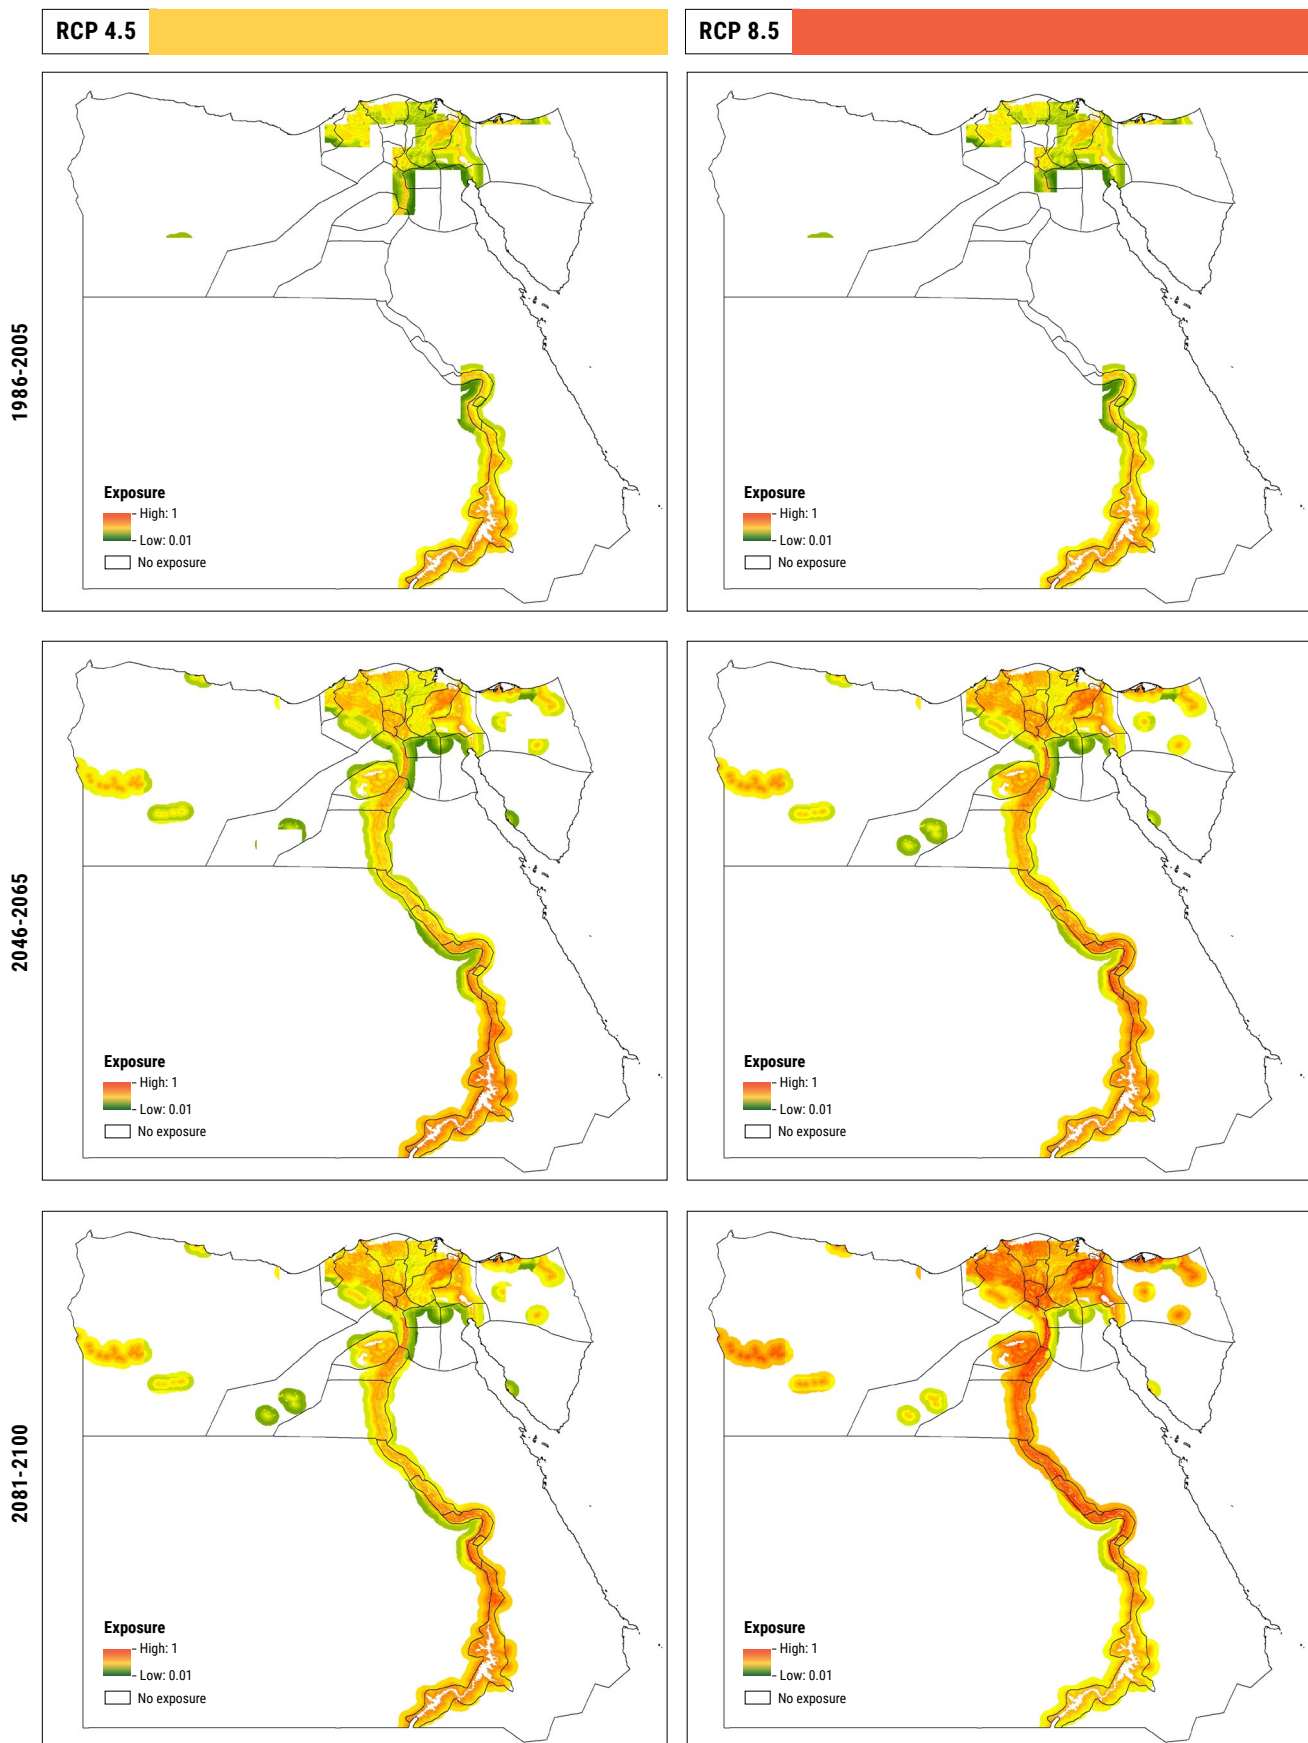 RCP 4.5
RCP 8.5
1986-2005
Exposure
High: 1
Low: 0.01
No exposure
Exposure
High: 1
Low: 0.01
No exposure
2046-2065
Exposure
High: 1
Low: 0.01
No exposure
Exposure
High: 1
Low: 0.01
No exposure
2081-2100
Exposure
High: 1
Low: 0.01
No exposure
Exposure
High: 1
Low: 0.01
No exposure